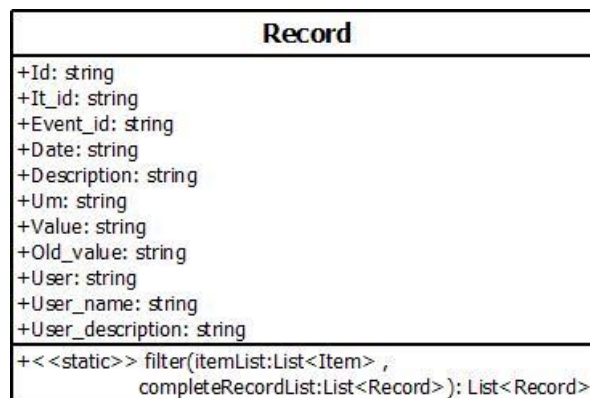 Record
+Id: string
+It_id: string
+Event_id: string
+Date: string
+Description: string
+Um: string
+Value: string
+Old_value: string
+User: string
+User_name: string
+User_description: string
+<<static>> filter(itemList:List<Item> ,
completeRecordList:List<Record>): List<Record>